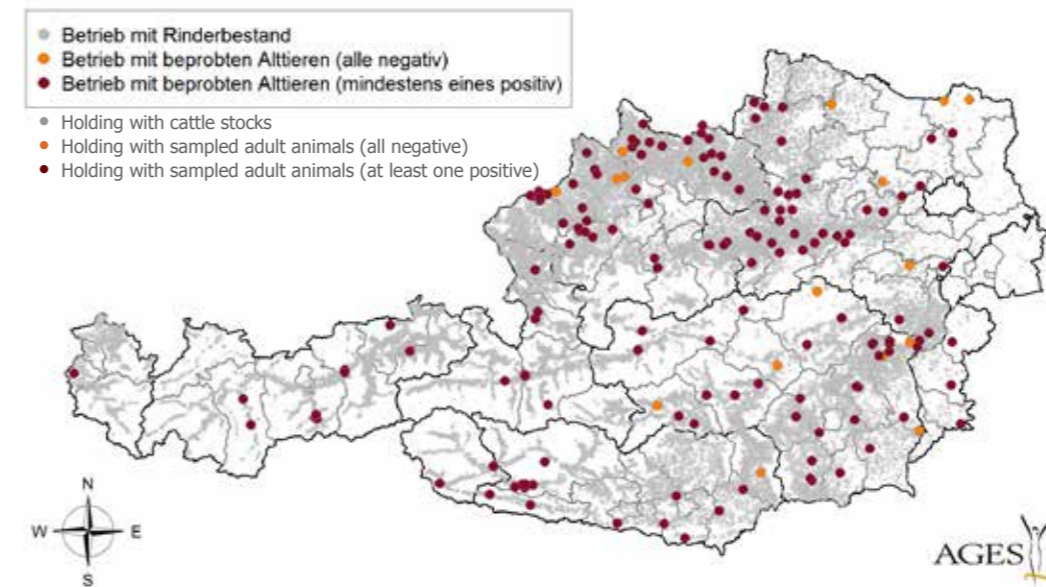 Betrieb mit Rinderbestand
Betrieb mit beprobten Alttieren (alle negativ)
Betrieb mit beprobten Alttieren (mindestens eines positiv)
Holding with cattle stocks
Holding with sampled adult animals (all negative)
Holding with sampled adult animals (at least one positive)
N
W E
S
AGES